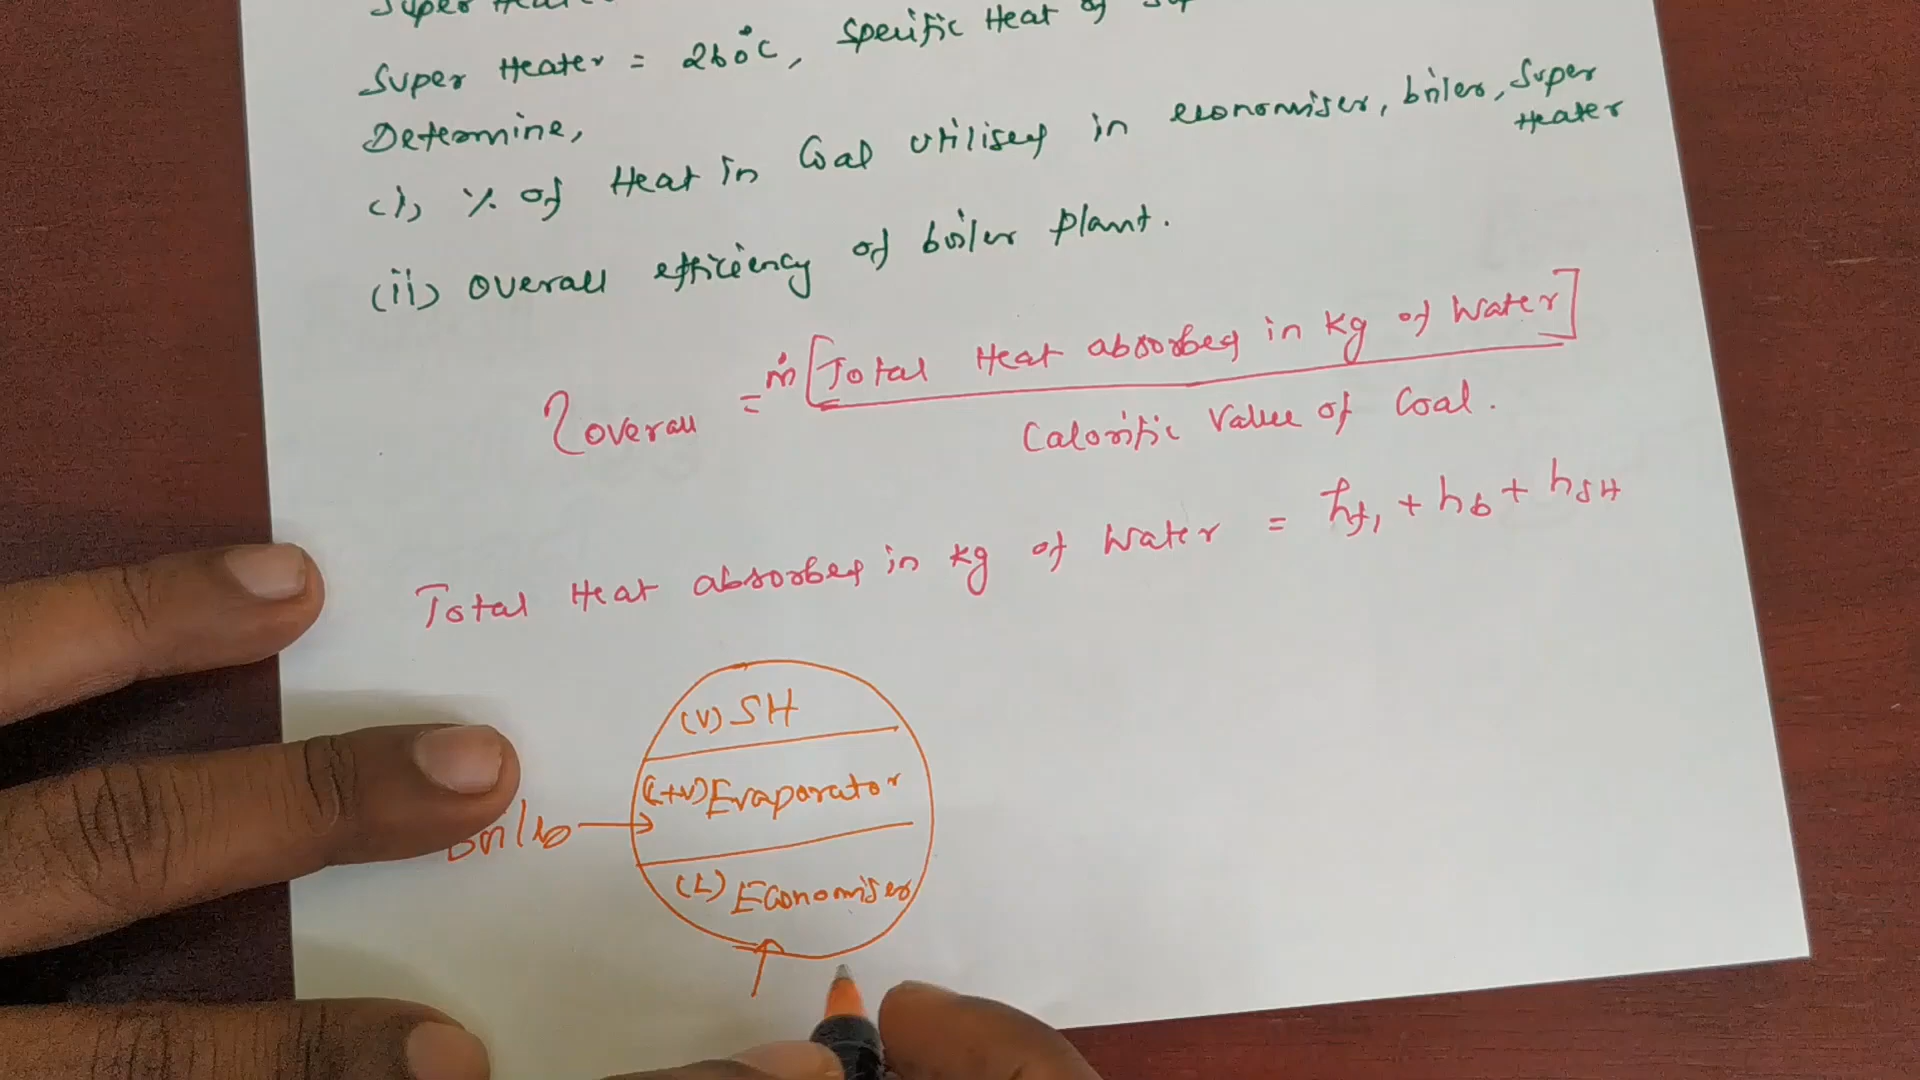 Super Heater = 260°C, Specific Heat of
Determine,
(i), % of Heat in Coal utilised in economiser, boiler, Super Heater
(ii) overall efficiency of boiler plant.
η overall = ṁ [Total Heat absorbed in kg of Water]
Calorific Value of Coal.
Total Heat absorbed in kg of Water = hf1 + hb + hSH
(V) SH
(L+V) Evaporator
(L) Economiser